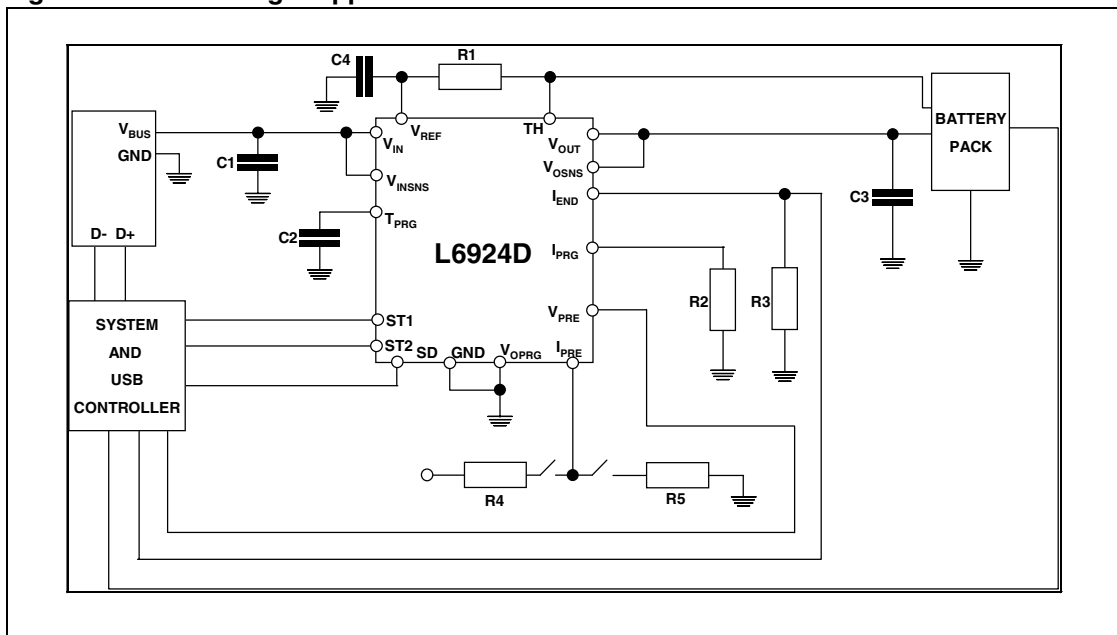 C4
R1
V_BUS
GND
C1
D- D+
V_IN
V_REF
TH
V_OUT
V_INSNS
V_OSNS
T_PRG
I_END
C2
L6924D
I_PRG
C3
BATTERY
PACK
R2
R3
V_PRE
SYSTEM
AND
USB
CONTROLLER
ST1
ST2
SD
GND
V_OPRG
I_PRE
R4
R5